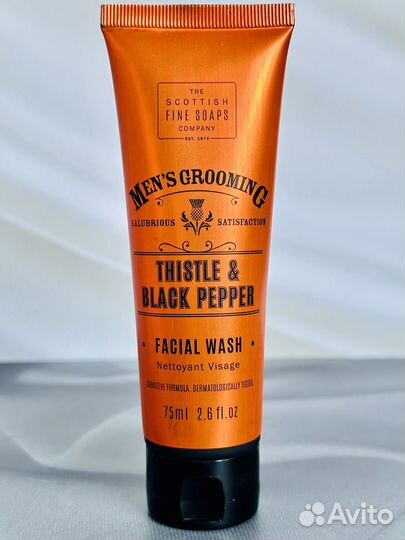 THE
SCOTTISH
FINE SOAPS
COMPANY
EST. 1974
MEN'S GROOMING
SALUBRIOUS SATISFACTION
THISTLE &
BLACK PEPPER
• FACIAL WASH •
Nettoyant Visage
SENSITIVE FORMULA. DERMATOLOGICALLY TESTED.
75ml 2.6 fl.oz
Avito